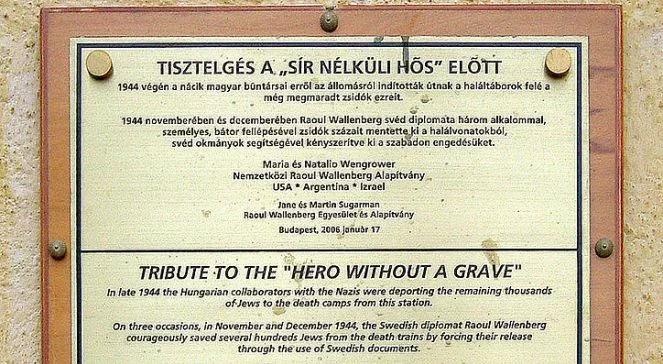 TISZTELGÉS A „SÍR NÉLKÜLI HÕS” ELÕTT
1944 végén a nácik magyar bûntársai errõl az állomásról indították útnak a haláltáborok felé a
még megmaradt zsidók ezreit.
1944 novemberében és decemberében Raoul Wallenberg svéd diplomata három alkalommal,
személyes, bátor fellépésével zsidók százait mentette ki a halálvonatokból,
svéd okmányok segítségével kényszerítve ki a szabadon engedésüket.
Maria és Natalio Wengrower
Nemzetközi Raoul Wallenberg Alapítvány
USA * Argentina * Izrael
Jane és Martin Sugarman
Raoul Wallenberg Egyesület és Alapítvány
Budapest, 2006 január 17
TRIBUTE TO THE "HERO WITHOUT A GRAVE"
In late 1944 the Hungarian collaborators with the Nazis were deporting the remaining thousands
of Jews to the death camps from this station.
On three occasions, in November and December 1944, the Swedish diplomat Raoul Wallenberg
courageously saved several hundreds Jews from the death trains by forcing their release
through the use of Swedish documents.